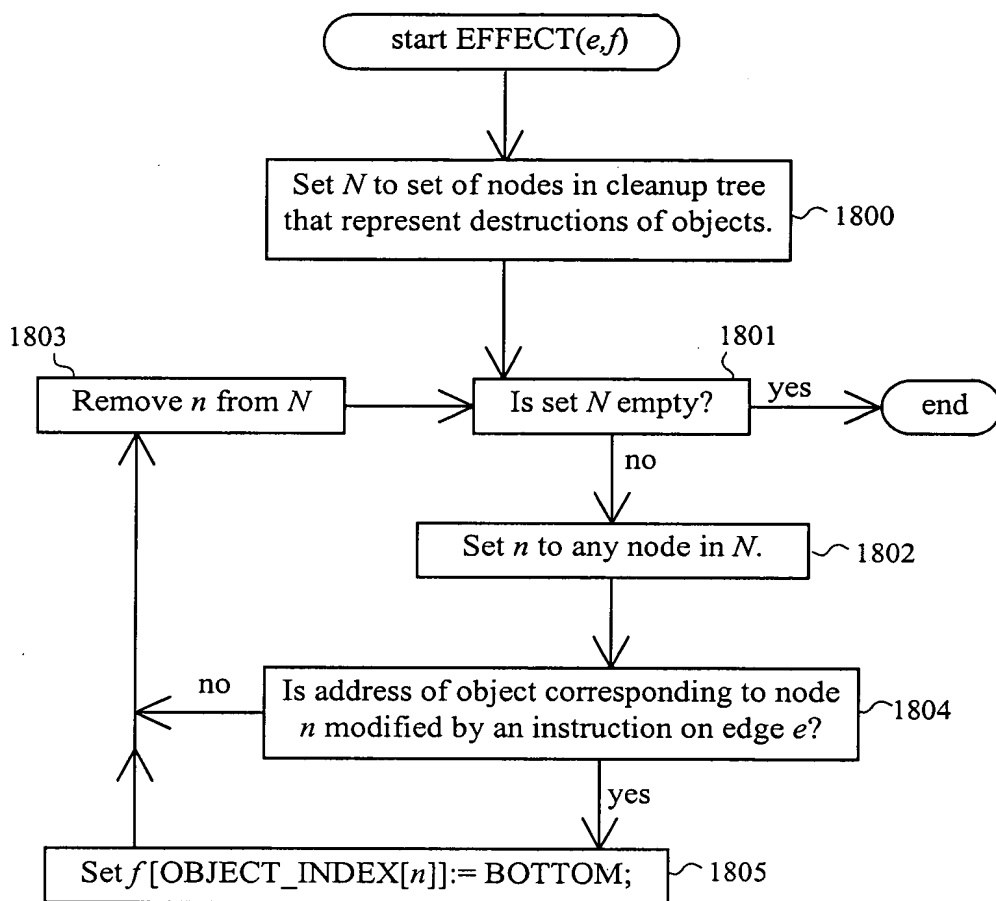 start EFFECT(e,f)
Set N to set of nodes in cleanup tree
that represent destructions of objects.
1800
1803
Remove n from N
1801
Is set N empty?
yes
end
no
Set n to any node in N.
1802
no
Is address of object corresponding to node
n modified by an instruction on edge e?
1804
yes
Set f [OBJECT_INDEX[n]]:= BOTTOM;
1805